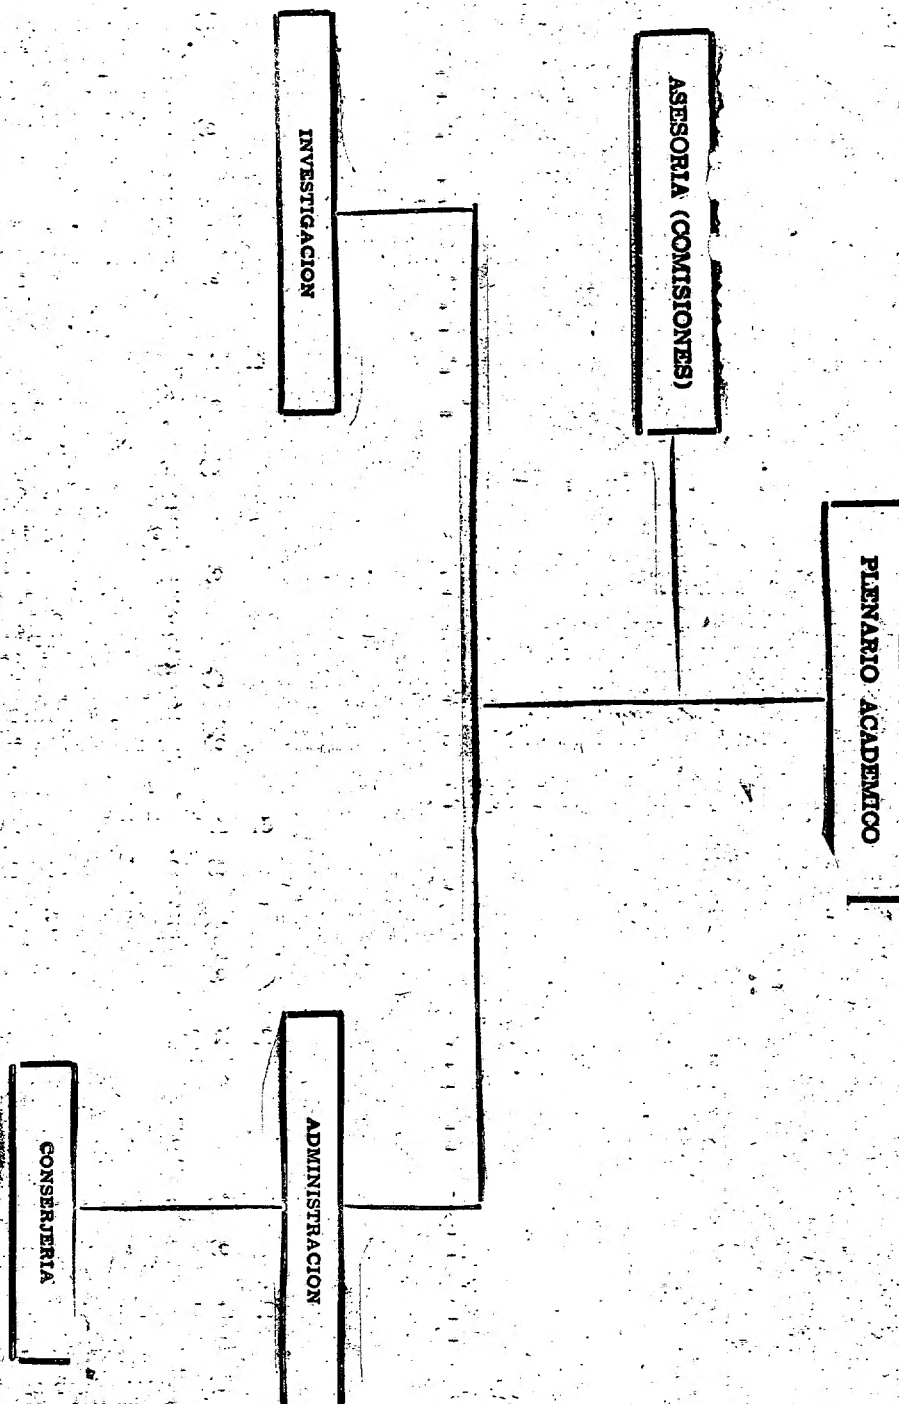 PLENARIO ACADEMICO
ASESORIA (COMISIONES)
INVESTIGACION
ADMINISTRACION
CONSERJERIA